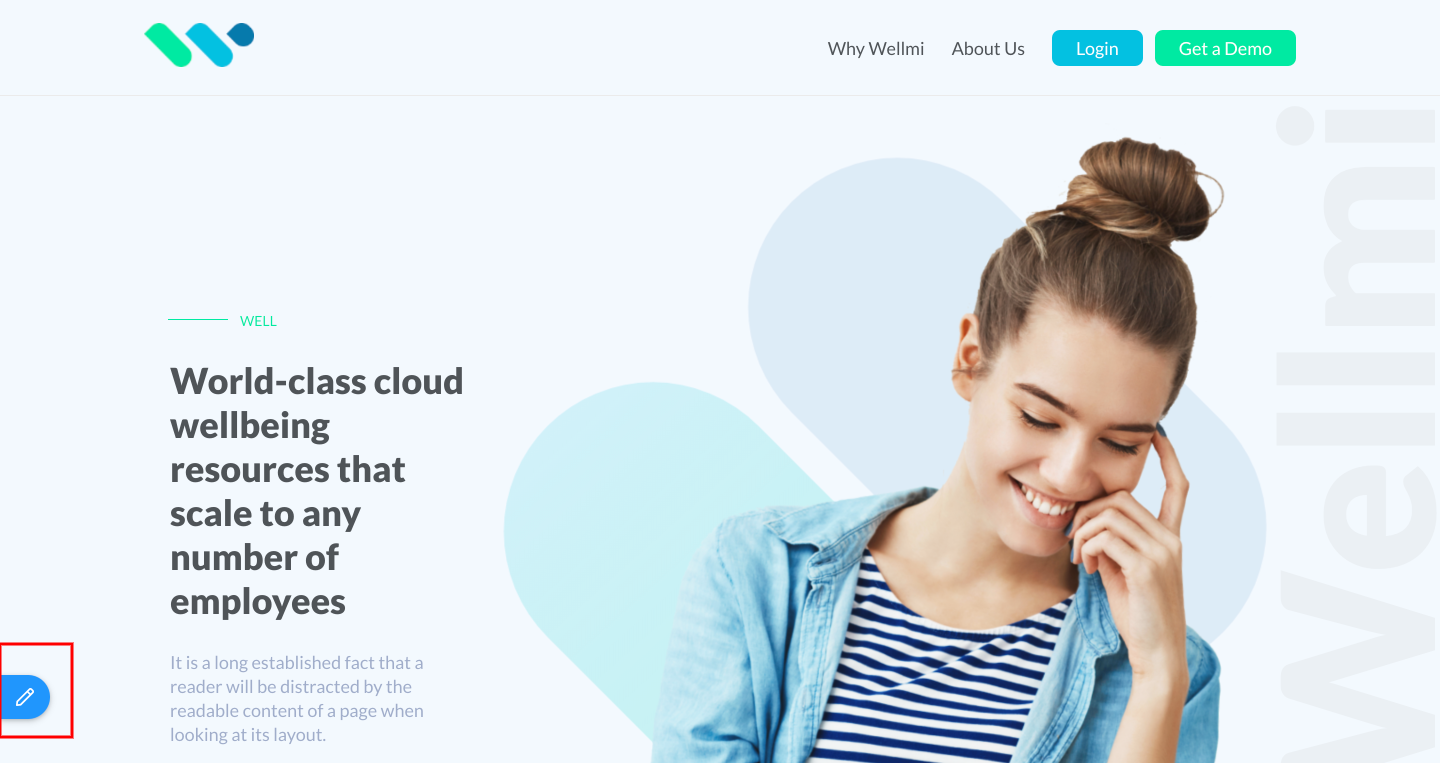 Why Wellmi About Us Login Get a Demo
WELL
World-class cloud
wellbeing
resources that
scale to any
number of
employees
It is a long established fact that a
reader will be distracted by the
readable content of a page when
looking at its layout.
Wellmi